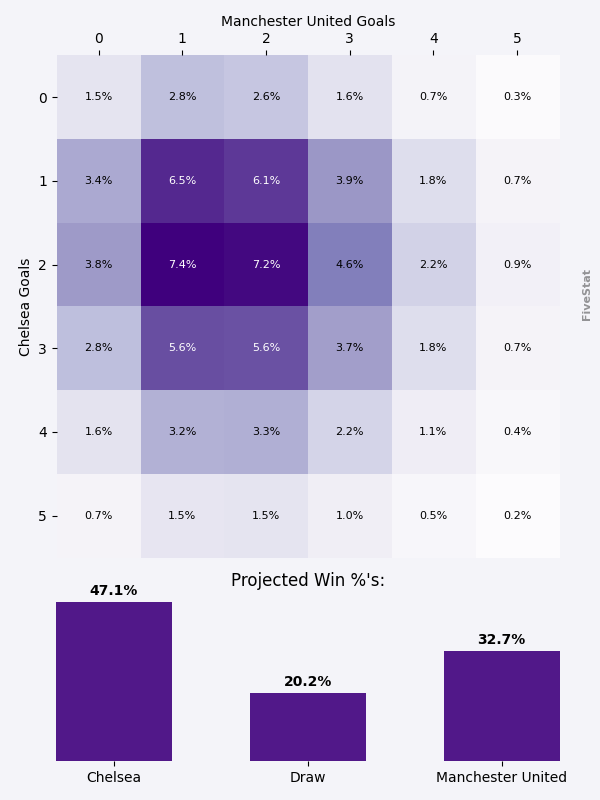 Manchester United Goals
0 1 2 3 4 5
0 1.5% 2.8% 2.6% 1.6% 0.7% 0.3%
1 3.4% 6.5% 6.1% 3.9% 1.8% 0.7%
2 3.8% 7.4% 7.2% 4.6% 2.2% 0.9%
3 2.8% 5.6% 5.6% 3.7% 1.8% 0.7%
4 1.6% 3.2% 3.3% 2.2% 1.1% 0.4%
5 0.7% 1.5% 1.5% 1.0% 0.5% 0.2%
Chelsea Goals
FiveStat
Projected Win %'s:
47.1% 20.2% 32.7%
Chelsea Draw Manchester United